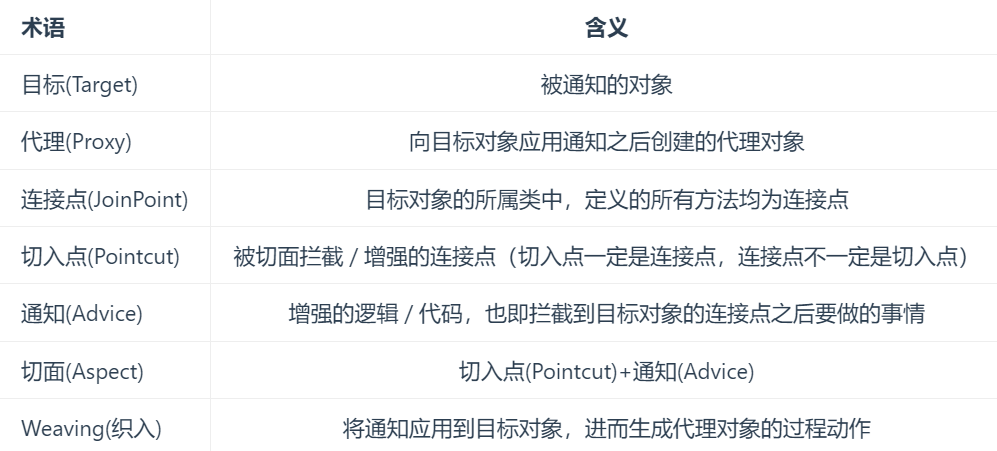 术语 含义
目标(Target) 被通知的对象
代理(Proxy) 向目标对象应用通知之后创建的代理对象
连接点(JoinPoint) 目标对象的所属类中，定义的所有方法均为连接点
切入点(Pointcut) 被切面拦截 / 增强的连接点（切入点一定是连接点，连接点不一定是切入点）
通知(Advice) 增强的逻辑 / 代码，也即拦截到目标对象的连接点之后要做的事情
切面(Aspect) 切入点(Pointcut)+通知(Advice)
Weaving(织入) 将通知应用到目标对象，进而生成代理对象的过程动作